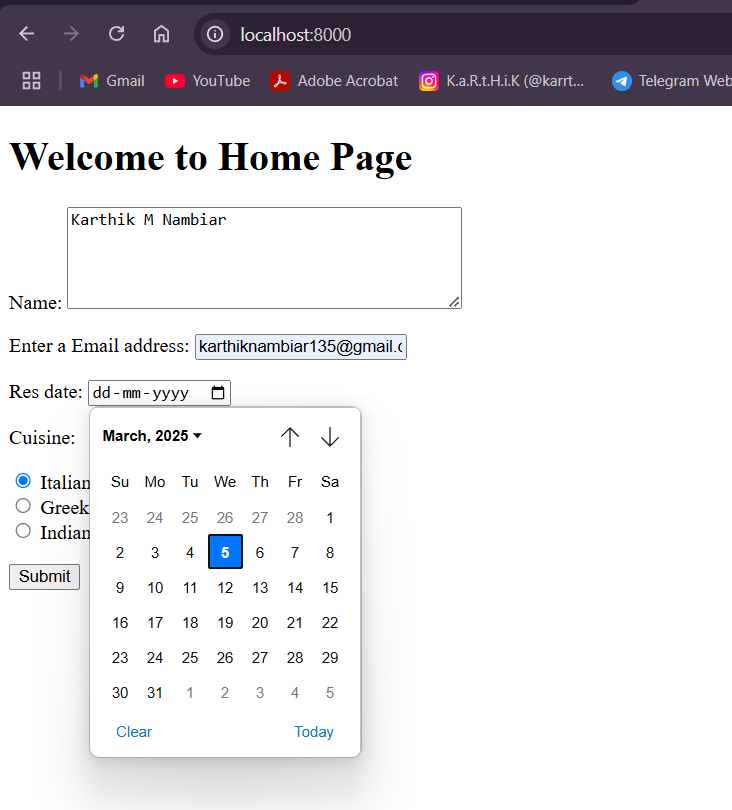 localhost:8000
Gmail YouTube Adobe Acrobat K.a.R.t.H.i.K (@karrt... Telegram Web
Welcome to Home Page
Karthik M Nambiar
Name:
Enter a Email address: karthiknambiar135@gmail.c
Res date: dd-mm-yyyy
Cuisine:
March, 2025
Su Mo Tu We Th Fr Sa
Italian
23 24 25 26 27 28 1
Greek
Indian
2 3 4 5 6 7 8
Submit
9 10 11 12 13 14 15
16 17 18 19 20 21 22
23 24 25 26 27 28 29
30 31 1 2 3 4 5
Clear Today